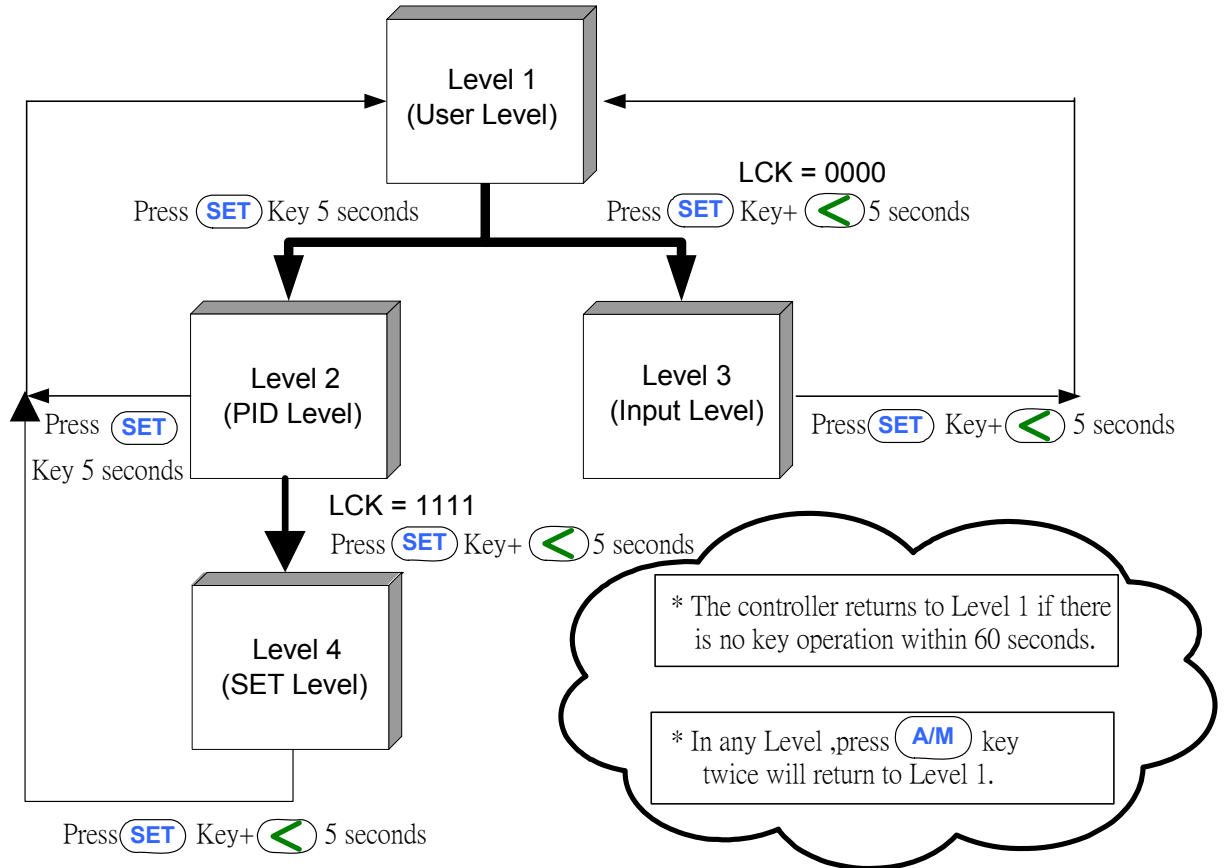 Level 1
(User Level)
LCK = 0000
Press SET Key 5 seconds
Press SET Key+ < 5 seconds
Level 2
(PID Level)
Level 3
(Input Level)
Press SET
Key 5 seconds
Press SET Key+ < 5 seconds
LCK = 1111
Press SET Key+ < 5 seconds
Level 4
(SET Level)
* The controller returns to Level 1 if there
is no key operation within 60 seconds.
* In any Level ,press A/M key
twice will return to Level 1.
Press SET Key+ < 5 seconds